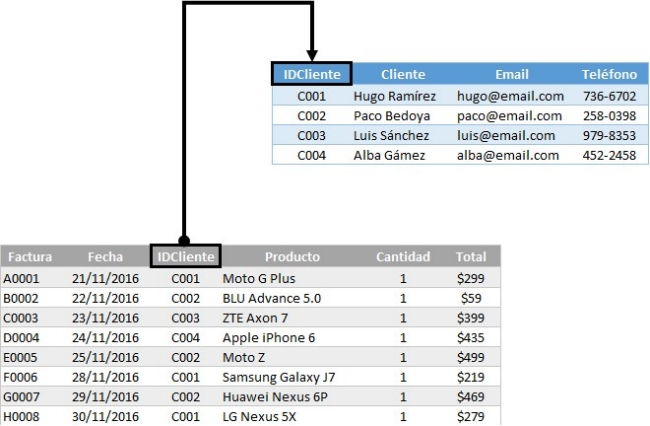 IDCliente Cliente Email Teléfono
C001 Hugo Ramírez hugo@email.com 736-6702
C002 Paco Bedoya paco@email.com 258-0398
C003 Luis Sánchez luis@email.com 979-8353
C004 Alba Gámez alba@email.com 452-2458
Factura Fecha IDCliente Producto Cantidad Total
A0001 21/11/2016 C001 Moto G Plus 1 $299
B0002 22/11/2016 C002 BLU Advance 5.0 1 $59
C0003 23/11/2016 C003 ZTE Axon 7 1 $399
D0004 24/11/2016 C004 Apple iPhone 6 1 $435
E0005 25/11/2016 C002 Moto Z 1 $499
F0006 28/11/2016 C001 Samsung Galaxy J7 1 $219
G0007 29/11/2016 C002 Huawei Nexus 6P 1 $469
H0008 30/11/2016 C001 LG Nexus 5X 1 $279